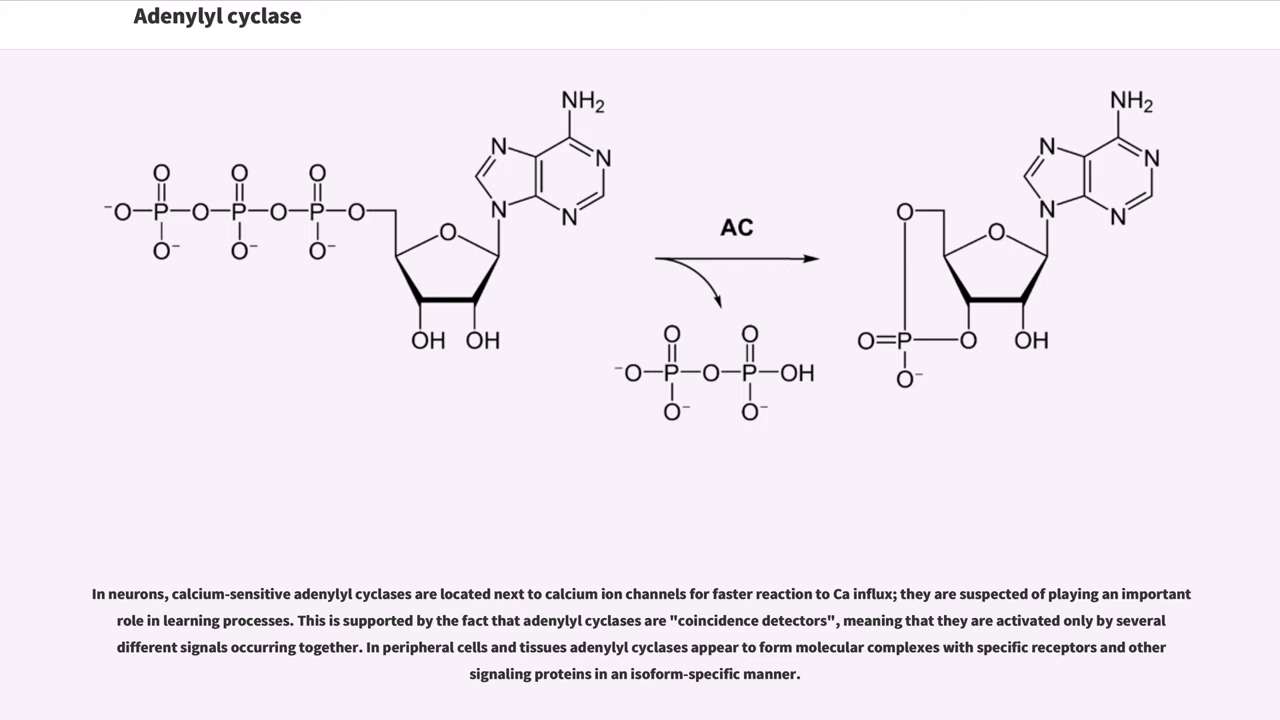 Adenylyl cyclase
NH₂
NH₂
N
N
N
N
O
O
O
N
N
N
N
⁻O
P
O
P
O
P
O
O
AC
O
O
O⁻
O⁻
O⁻
OH
OH
O
O
O=P
O
OH
⁻O
P
O
P
OH
O⁻
O⁻
O⁻
In neurons, calcium-sensitive adenylyl cyclases are located next to calcium ion channels for faster reaction to Ca influx; they are suspected of playing an important
role in learning processes. This is supported by the fact that adenylyl cyclases are "coincidence detectors", meaning that they are activated only by several
different signals occurring together. In peripheral cells and tissues adenylyl cyclases appear to form molecular complexes with specific receptors and other
signaling proteins in an isoform-specific manner.